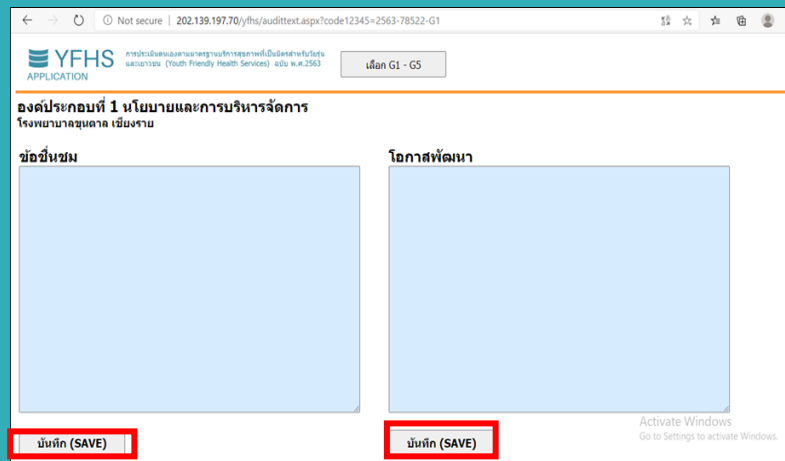 Not secure | 202.139.197.70/yfhs/audittext.aspx?code12345=2563-78522-G1
YFHS
APPLICATION
การประเมินตนเองตามมาตรฐานบริการสุขภาพที่เป็นมิตรสำหรับวัยรุ่น
และเยาวชน (Youth Friendly Health Services) ฉบับ พ.ศ.2563
เลือก G1 - G5
องค์ประกอบที่ 1 นโยบายและการบริหารจัดการ
โรงพยาบาลขุนตาล เชียงราย
ข้อชื่นชม
โอกาสพัฒนา
บันทึก (SAVE)
บันทึก (SAVE)
Activate Windows
Go to Settings to activate Windows.